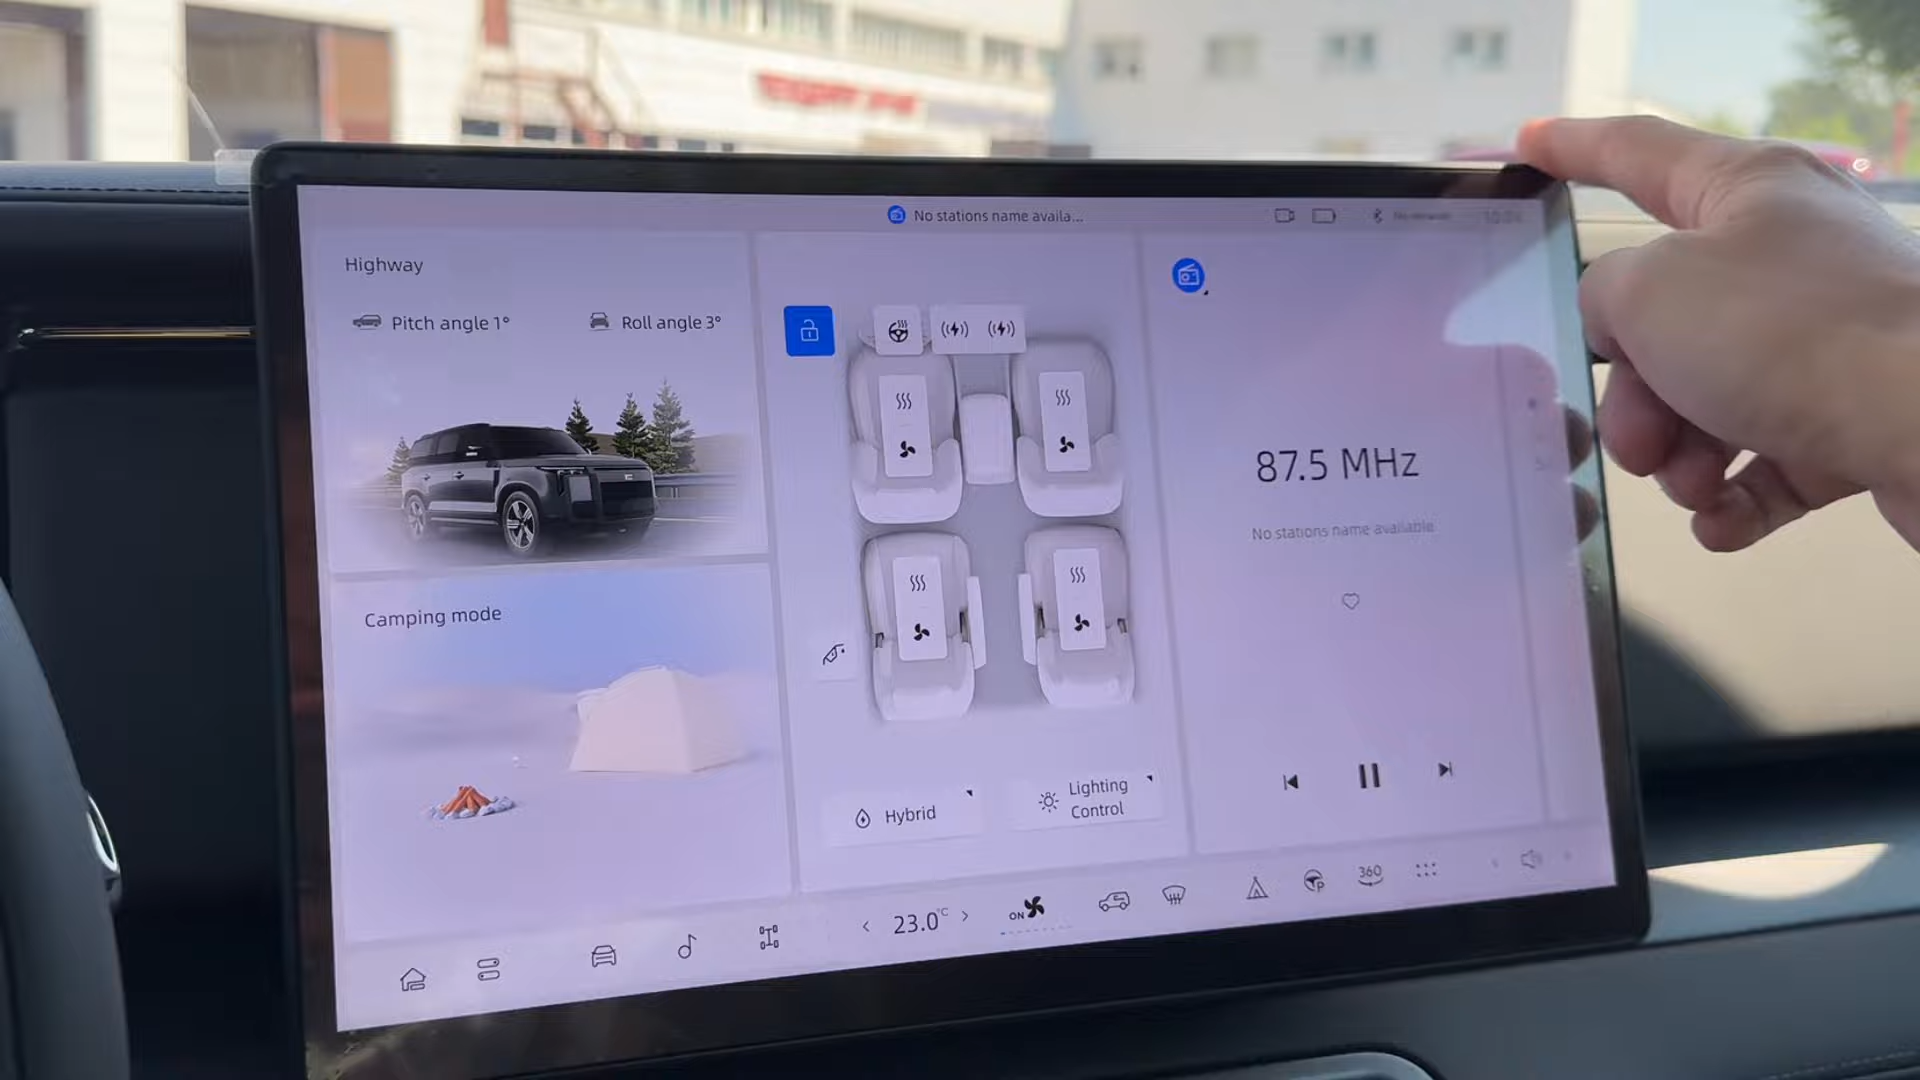 No stations name availa...
Highway
Pitch angle 1°
Roll angle 3°
87.5 MHz
No stations name available
Camping mode
Hybrid
Lighting
Control
23.0°C
ON
360
P